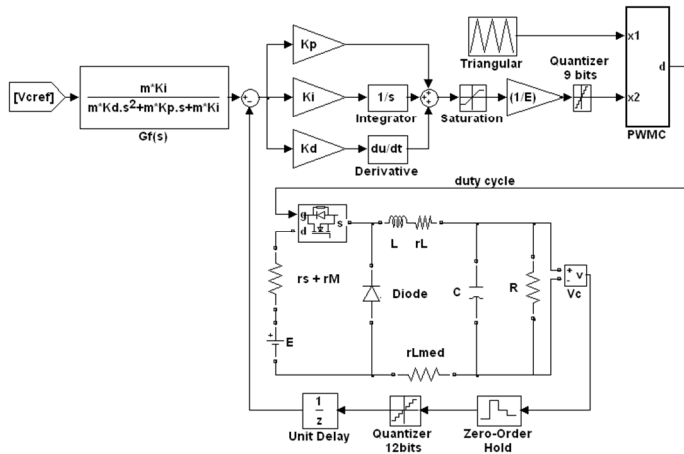 [Vcref]
m*Ki
m*Kd.s²+m*Kp.s+m*Ki
Gf(s)
Kp
Ki
Kd
1/s
Integrator
du/dt
Derivative
Saturation
(1/E)
Triangular
Quantizer
9 bits
x1
x2
d
PWMC
duty cycle
g
d
s
L
rL
rs + rM
Diode
C
R
+
-
v
Vc
+
E
rLmed
1
z
Unit Delay
Quantizer
12bits
Zero-Order
Hold